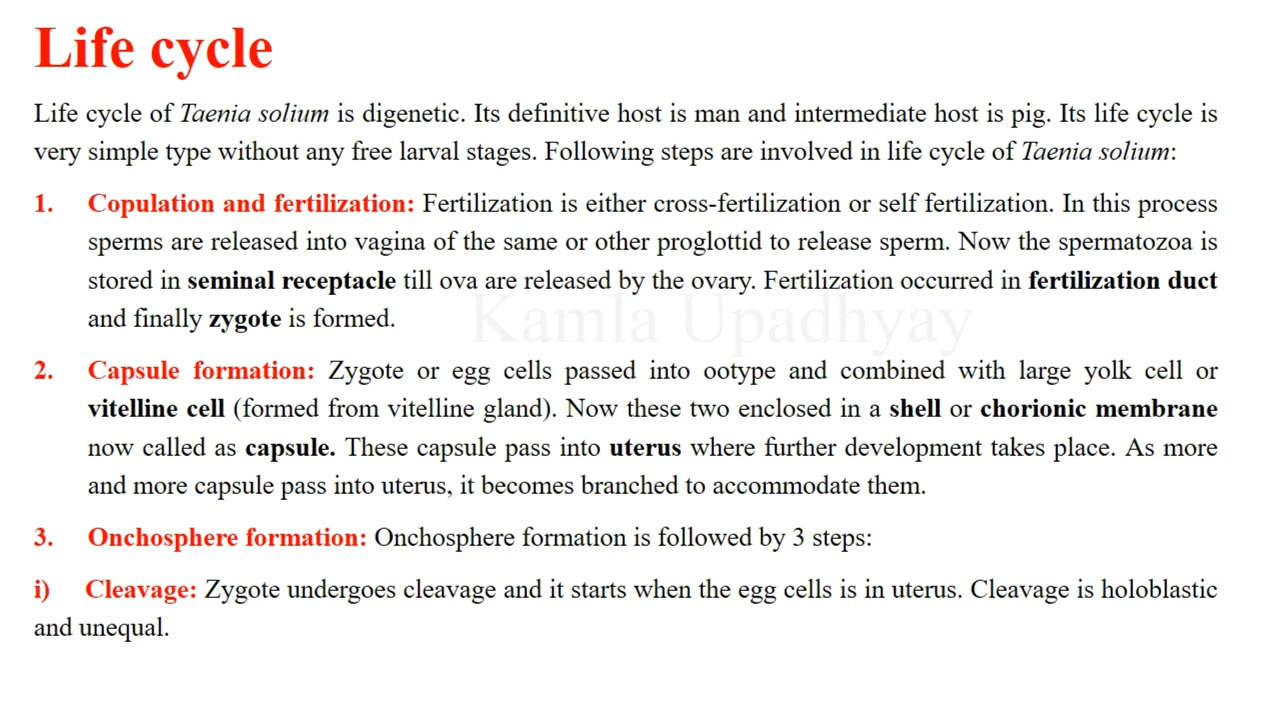 Life cycle
Life cycle of Taenia solium is digenetic. Its definitive host is man and intermediate host is pig. Its life cycle is
very simple type without any free larval stages. Following steps are involved in life cycle of Taenia solium:
1. Copulation and fertilization: Fertilization is either cross-fertilization or self fertilization. In this process
sperms are released into vagina of the same or other proglottid to release sperm. Now the spermatozoa is
stored in seminal receptacle till ova are released by the ovary. Fertilization occurred in fertilization duct
and finally zygote is formed.
Kamla Upadhyay
2. Capsule formation: Zygote or egg cells passed into ootype and combined with large yolk cell or
vitelline cell (formed from vitelline gland). Now these two enclosed in a shell or chorionic membrane
now called as capsule. These capsule pass into uterus where further development takes place. As more
and more capsule pass into uterus, it becomes branched to accommodate them.
3. Onchosphere formation: Onchosphere formation is followed by 3 steps:
i) Cleavage: Zygote undergoes cleavage and it starts when the egg cells is in uterus. Cleavage is holoblastic
and unequal.